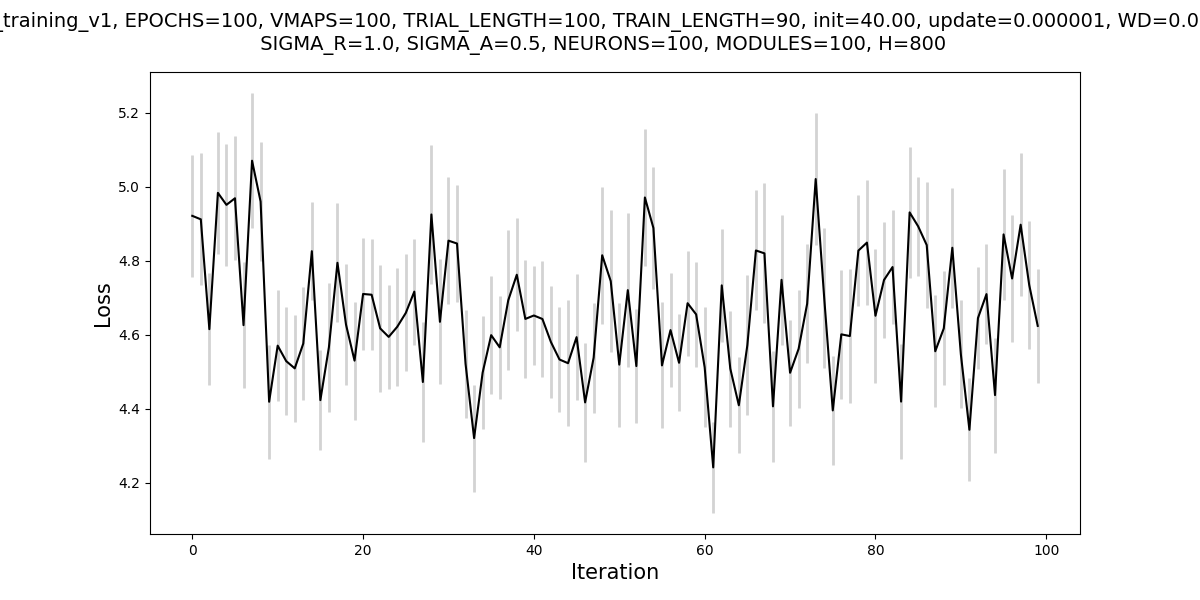 _training_v1, EPOCHS=100, VMAPS=100, TRIAL_LENGTH=100, TRAIN_LENGTH=90, init=40.00, update=0.000001, WD=0.0
SIGMA_R=1.0, SIGMA_A=0.5, NEURONS=100, MODULES=100, H=800
5.2
5.0
4.8
4.6
4.4
4.2
Loss
0 20 40 60 80 100
Iteration